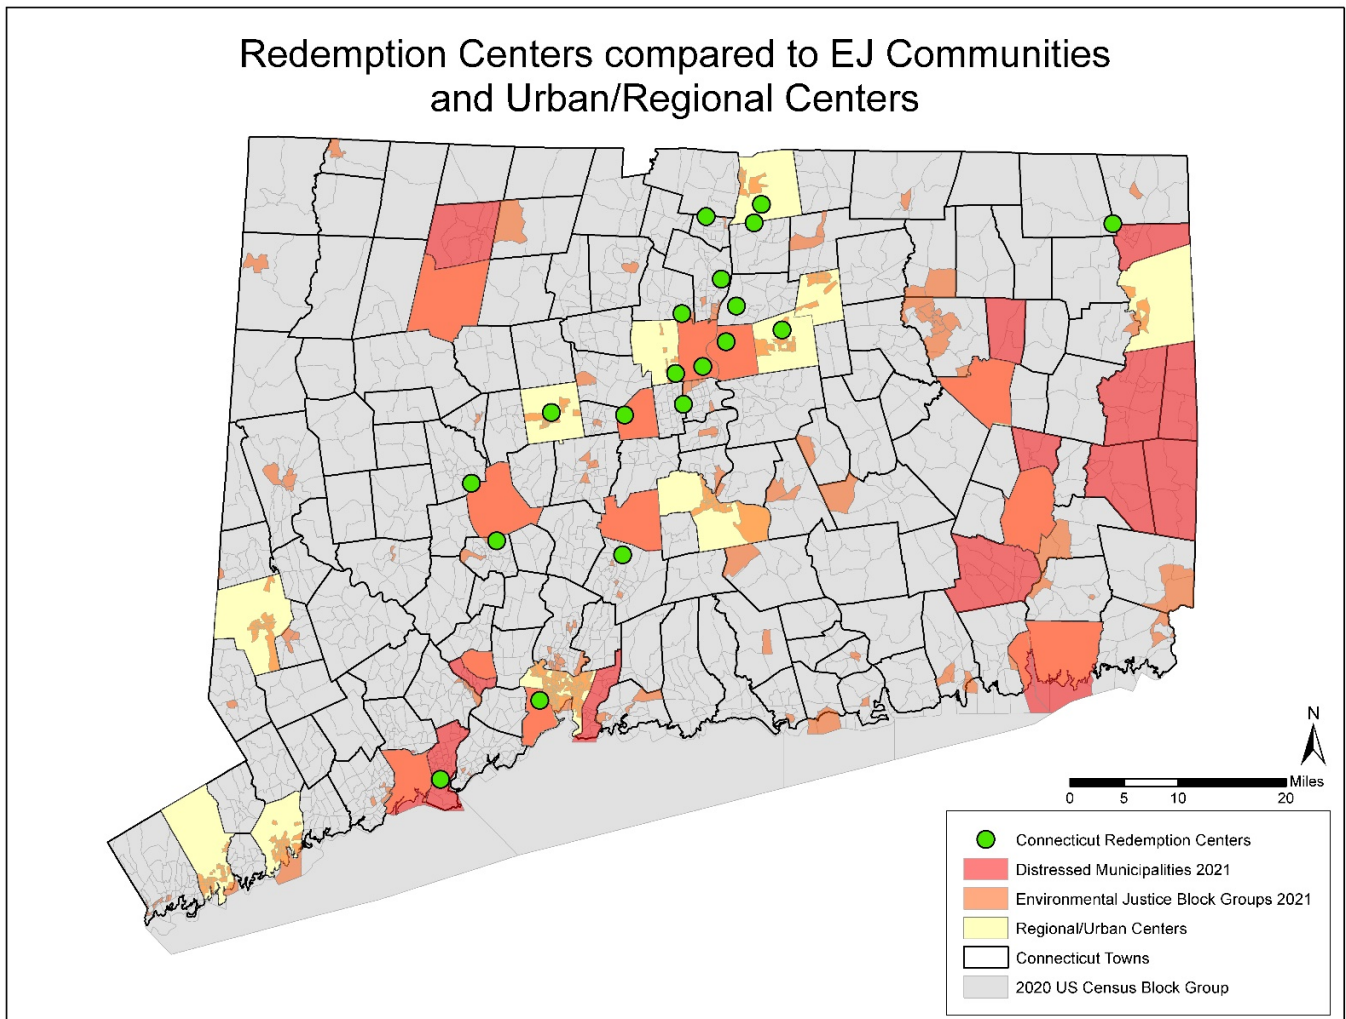 Redemption Centers compared to EJ Communities
and Urban/Regional Centers
N
Miles
0 5 10 20
Connecticut Redemption Centers
Distressed Municipalities 2021
Environmental Justice Block Groups 2021
Regional/Urban Centers
Connecticut Towns
2020 US Census Block Group